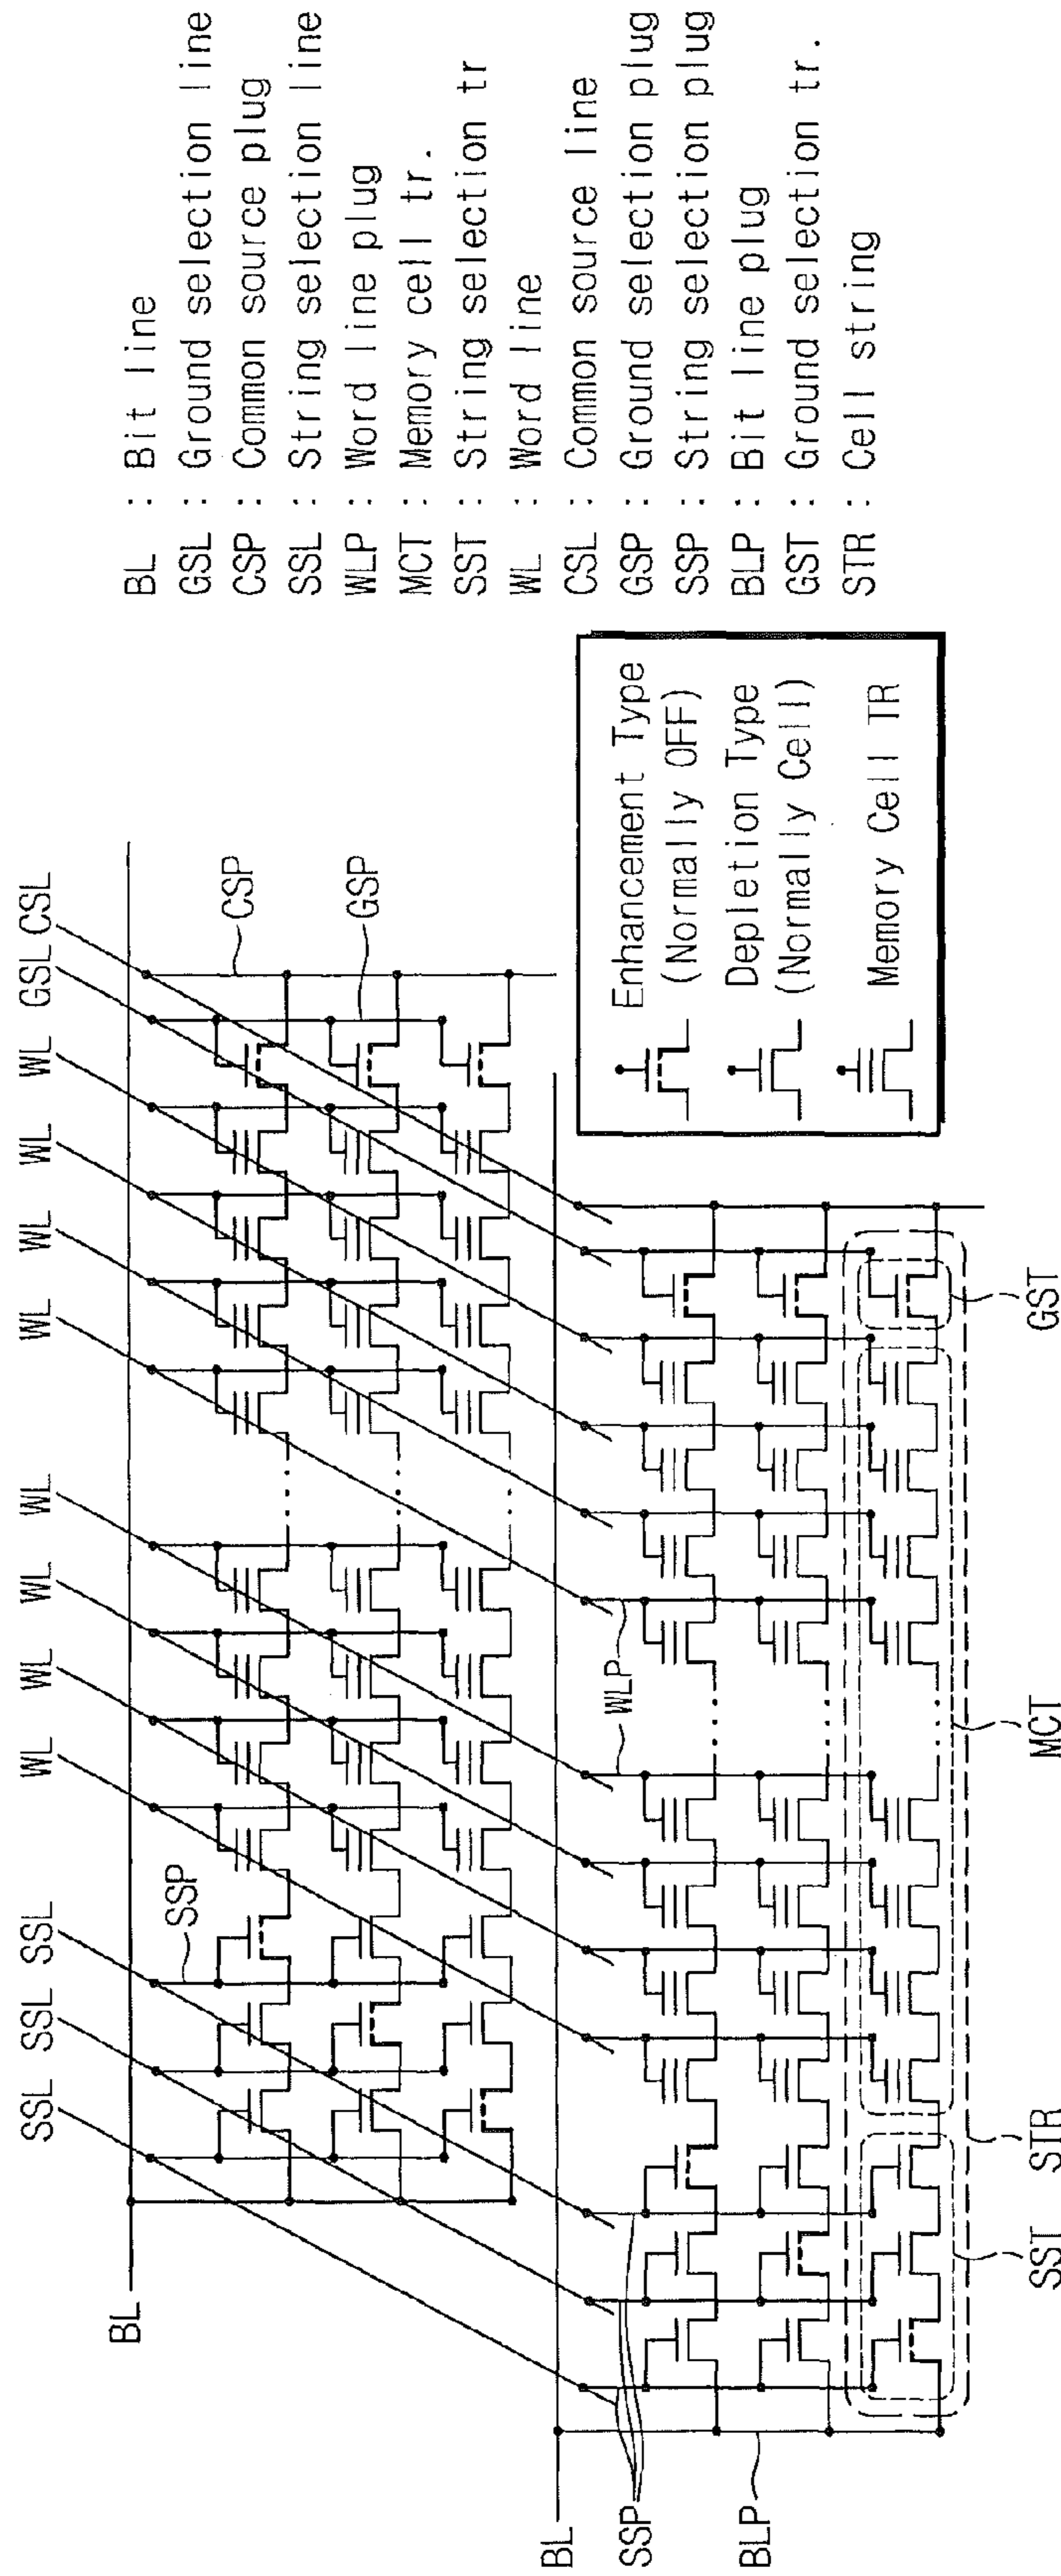 BL : Bit line
GSL : Ground selection line
CSP : Common source plug
SSL : String selection line
WLP : Word line plug
MCT : Memory cell tr.
SST : String selection tr
WL : Word line
CSL : Common source line
GSP : Ground selection plug
SSP : String selection plug
BLP : Bit line plug
GST : Ground selection tr.
STR : Cell string
SSL SSL SSL WL WL WL WL WL WL WL WL GSL CSL
BL
SSP
CSP
GSP
BL
SSP
BLP
WLP
SST
STR
MCT
GST
Enhancement Type
(Normally OFF)
Depletion Type
(Normally Cell)
Memory Cell TR